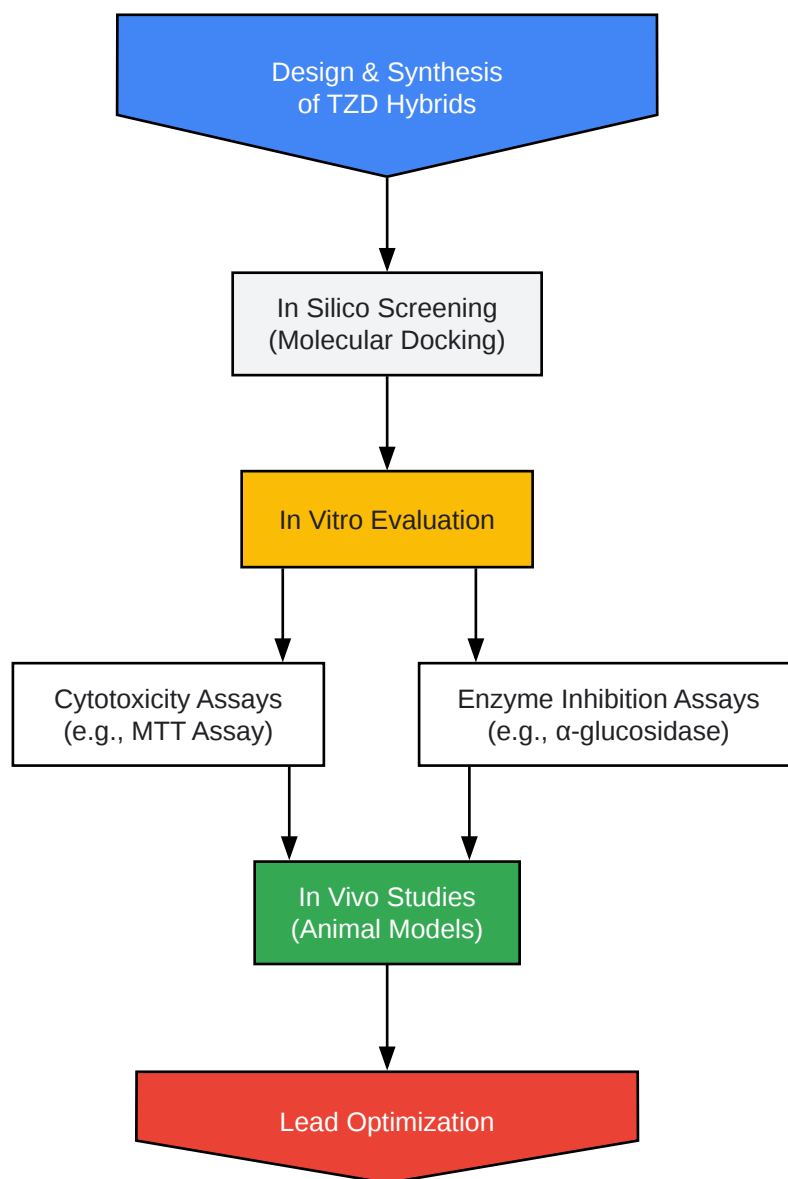 Design & Synthesis
of TZD Hybrids
In Silico Screening
(Molecular Docking)
In Vitro Evaluation
Cytotoxicity Assays
(e.g., MTT Assay)
Enzyme Inhibition Assays
(e.g., α-glucosidase)
In Vivo Studies
(Animal Models)
Lead Optimization